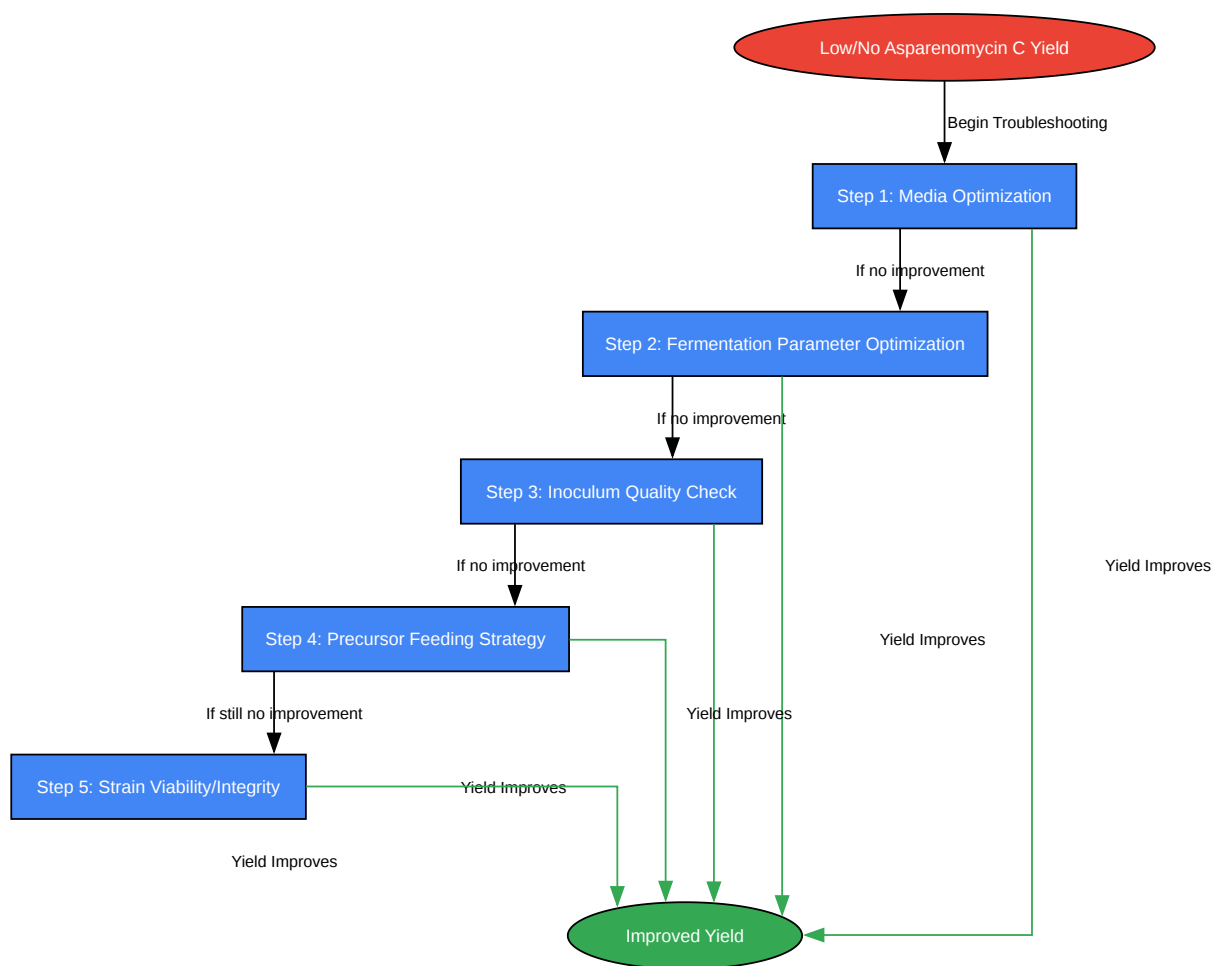 Low/No Asparenomycin C Yield
Begin Troubleshooting
Step 1: Media Optimization
If no improvement
Step 2: Fermentation Parameter Optimization
If no improvement
Step 3: Inoculum Quality Check
If no improvement
Yield Improves
Step 4: Precursor Feeding Strategy
Yield Improves
If still no improvement
Yield Improves
Step 5: Strain Viability/Integrity
Yield Improves
Yield Improves
Improved Yield